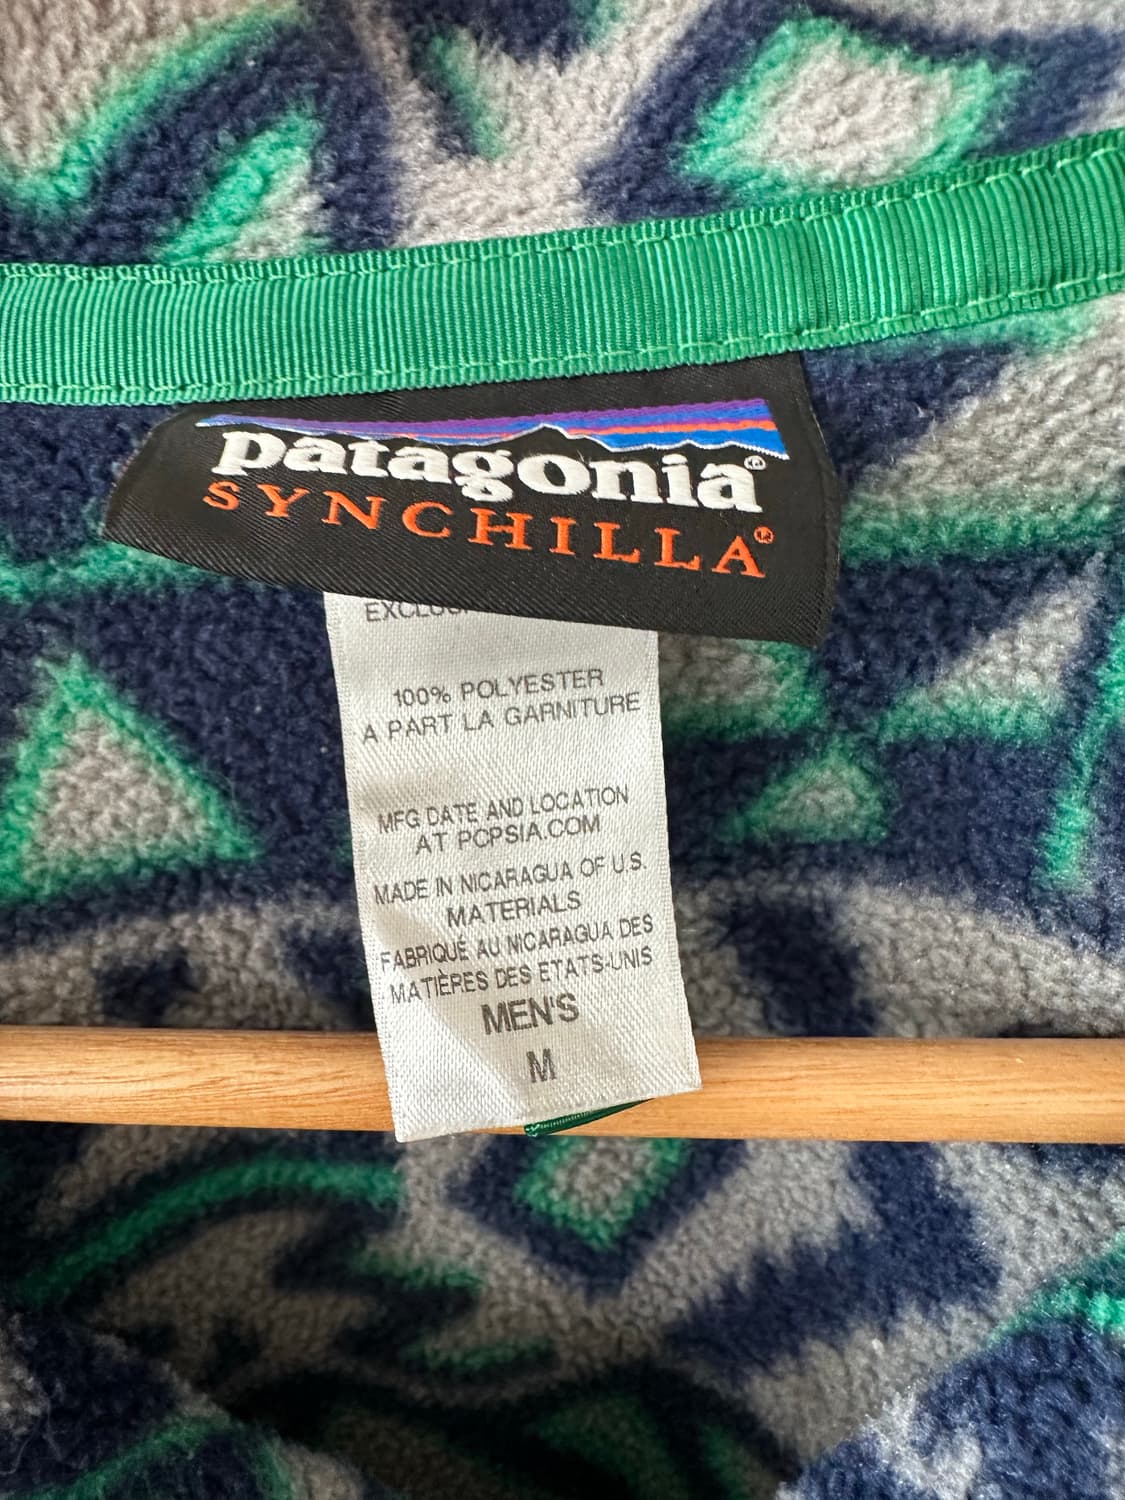 patagonia®
SYNCHILLA®
100% POLYESTER
A PART LA GARNITURE
MFG DATE AND LOCATION
AT PCPSIA.COM
MADE IN NICARAGUA OF U.S.
MATERIALS
FABRIQUÉ AU NICARAGUA DES
MATIÈRES DES ETATS-UNIS
MEN'S
M